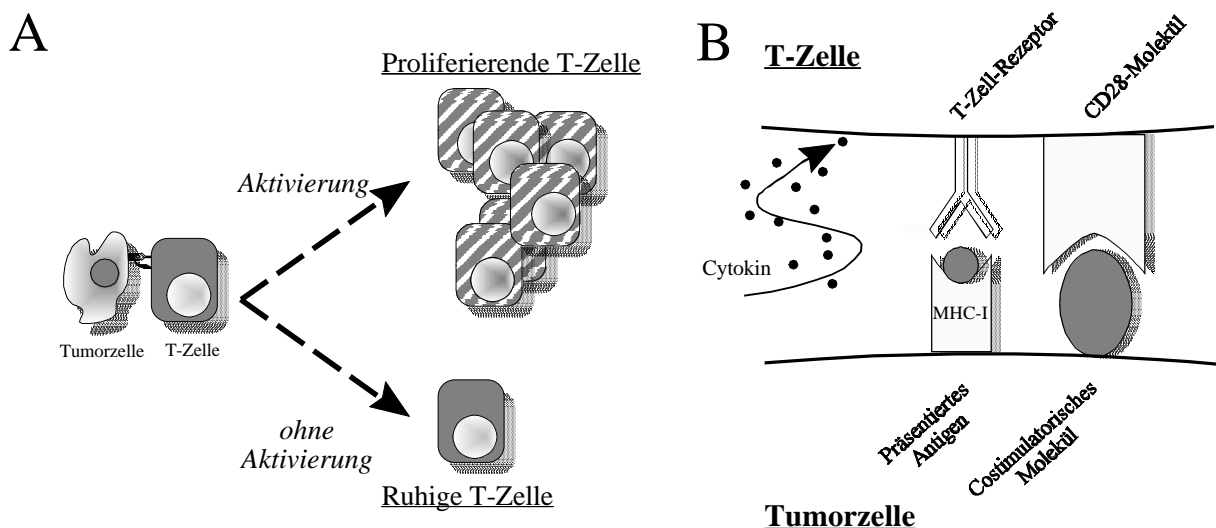 A
Proliferierende T-Zelle
Aktivierung
Tumorzelle
T-Zelle
ohne
Aktivierung
Ruhige T-Zelle
B
T-Zelle
T-Zell-Rezeptor
CD28-Molekül
Cytokin
MHC-I
Präsentiertes
Antigen
Costimulatorisches
Molekül
Tumorzelle